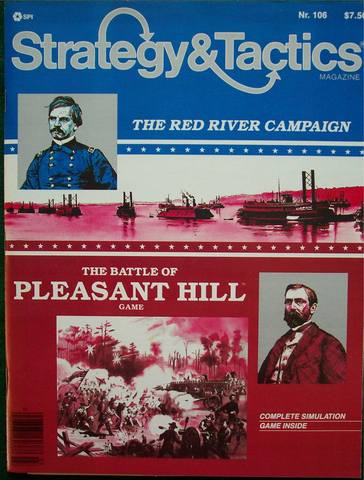 SPI
Nr. 106
$7.50
Strategy&Tactics
MAGAZINE
THE RED RIVER CAMPAIGN
THE BATTLE OF
PLEASANT HILL
GAME
COMPLETE SIMULATION
GAME INSIDE